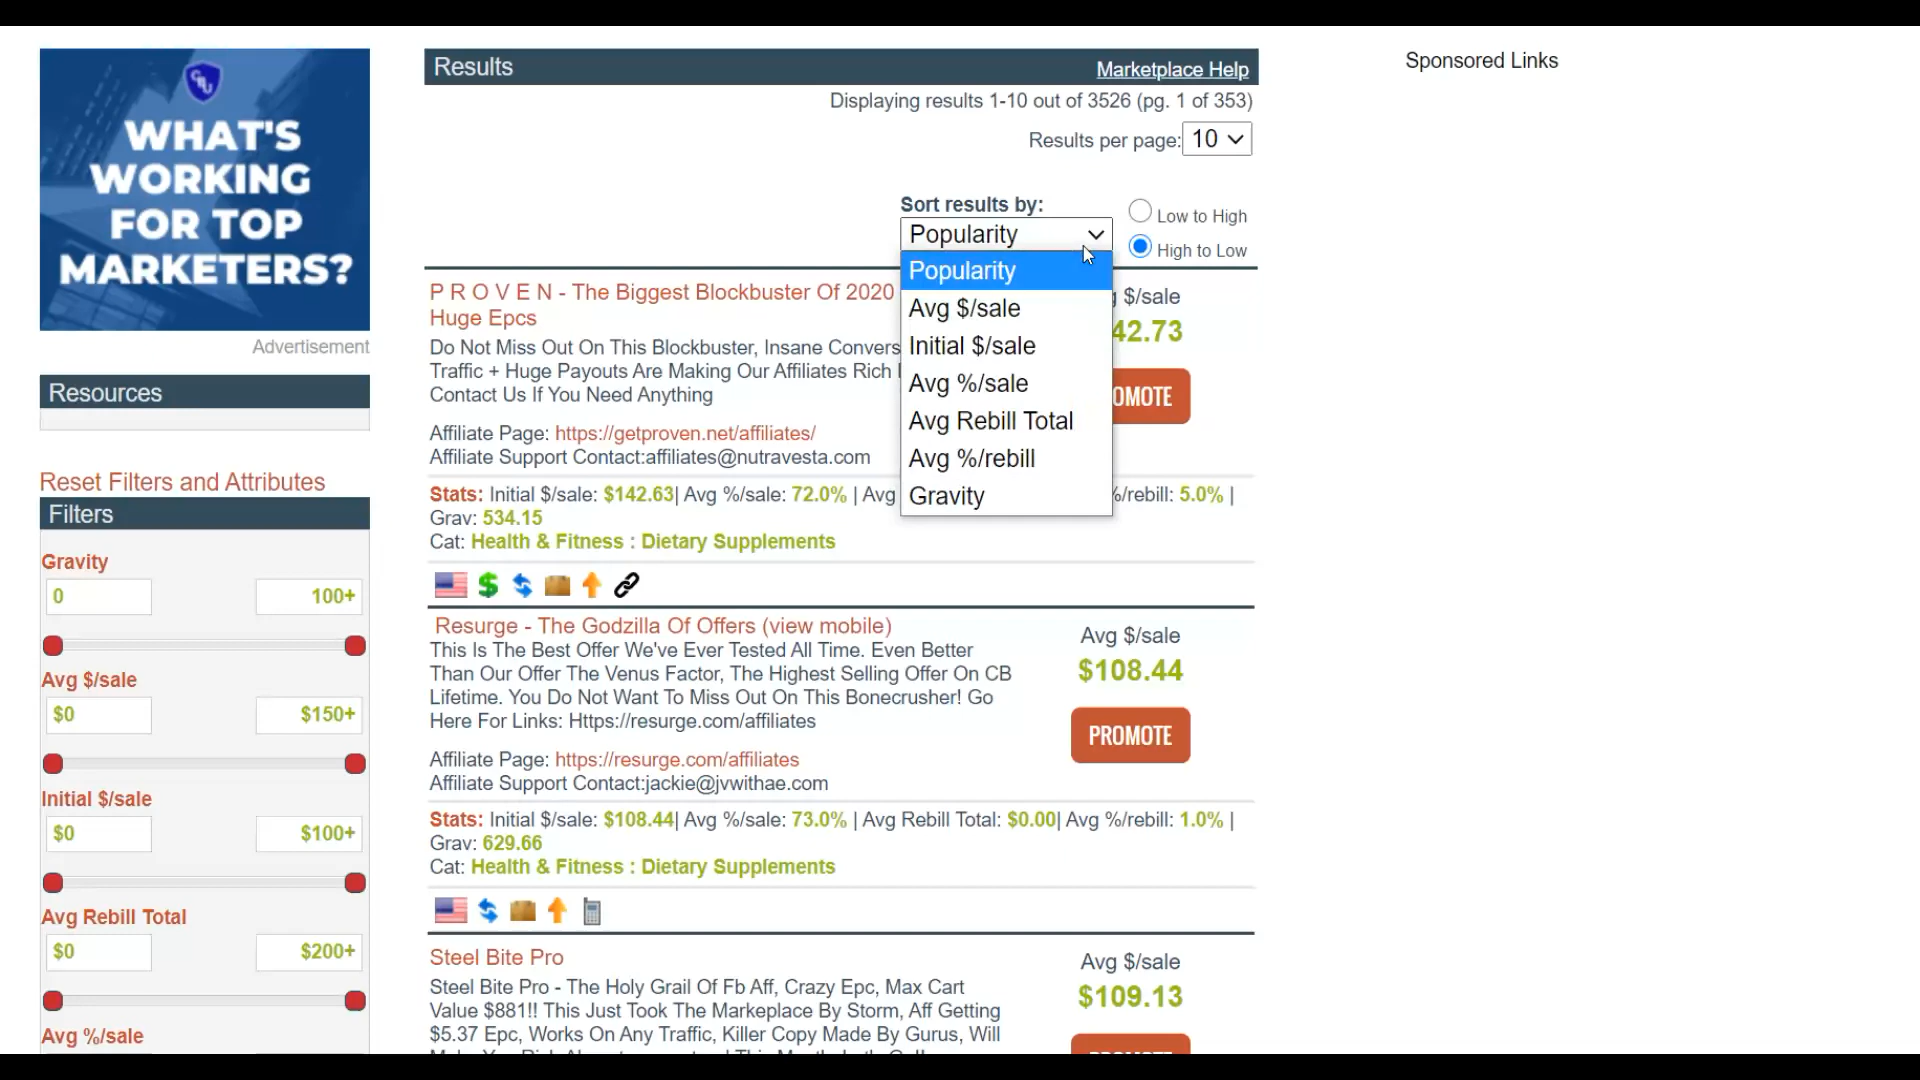 WHAT'S
WORKING
FOR TOP
MARKETERS?
Advertisement
Resources
Reset Filters and Attributes
Filters
Gravity
0 100+
Avg $/sale
$0 $150+
Initial $/sale
$0 $100+
Avg Rebill Total
$0 $200+
Avg %/sale
Results Marketplace Help
Displaying results 1-10 out of 3526 (pg. 1 of 353)
Results per page: 10
Sort results by:
Popularity
Low to High
High to Low
Popularity
Avg $/sale
Initial $/sale
Avg %/sale
Avg Rebill Total
Avg %/rebill
Gravity
P R O V E N - The Biggest Blockbuster Of 2020
Huge Epcs
Do Not Miss Out On This Blockbuster, Insane Convers
Traffic + Huge Payouts Are Making Our Affiliates Rich
Contact Us If You Need Anything
$/sale
42.73
OMOTE
Affiliate Page: https://getproven.net/affiliates/
Affiliate Support Contact:affiliates@nutravesta.com
Stats: Initial $/sale: $142.63| Avg %/sale: 72.0% | Avg %/rebill: 5.0% |
Grav: 534.15
Cat: Health & Fitness : Dietary Supplements
Resurge - The Godzilla Of Offers (view mobile)
This Is The Best Offer We've Ever Tested All Time. Even Better
Than Our Offer The Venus Factor, The Highest Selling Offer On CB
Lifetime. You Do Not Want To Miss Out On This Bonecrusher! Go
Here For Links: Https://resurge.com/affiliates
Avg $/sale
$108.44
PROMOTE
Affiliate Page: https://resurge.com/affiliates
Affiliate Support Contact:jackie@jvwithae.com
Stats: Initial $/sale: $108.44| Avg %/sale: 73.0% | Avg Rebill Total: $0.00| Avg %/rebill: 1.0% |
Grav: 629.66
Cat: Health & Fitness : Dietary Supplements
Steel Bite Pro
Steel Bite Pro - The Holy Grail Of Fb Aff, Crazy Epc, Max Cart
Value $881!! This Just Took The Markeplace By Storm, Aff Getting
$5.37 Epc, Works On Any Traffic, Killer Copy Made By Gurus, Will
Avg $/sale
$109.13
Sponsored Links